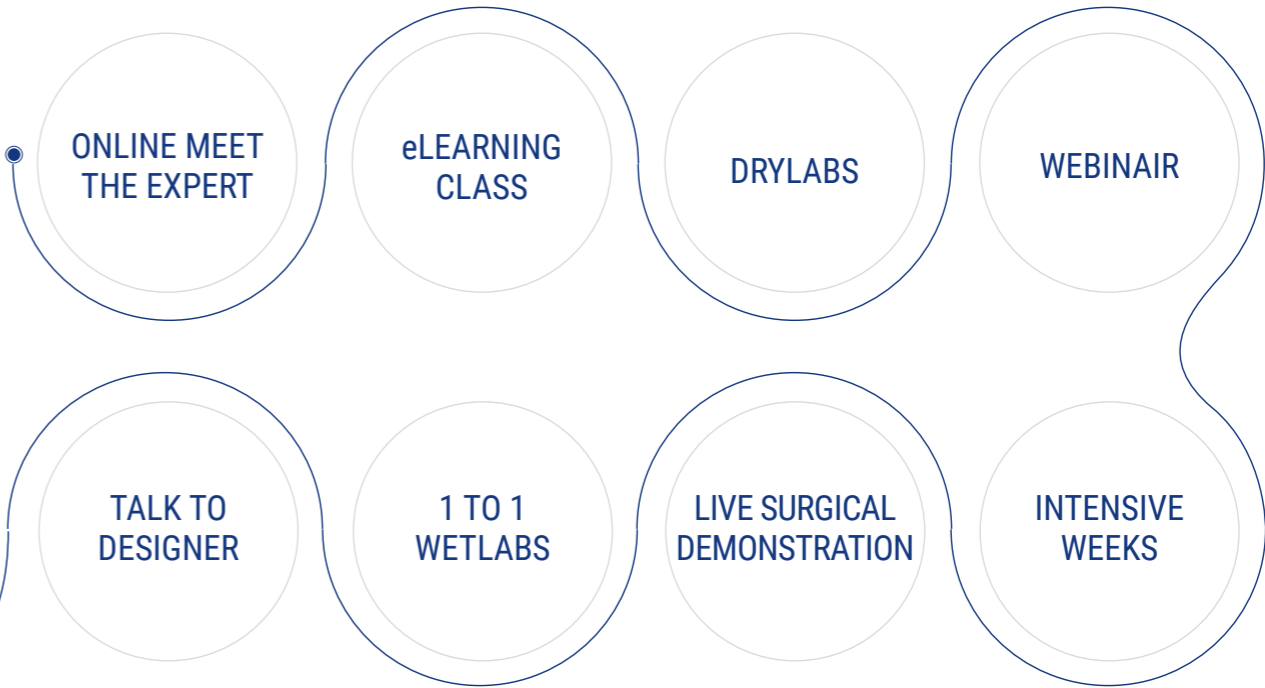 ONLINE MEET
THE EXPERT
eLEARNING
CLASS
DRYLABS
WEBINAIR
TALK TO
DESIGNER
1 TO 1
WETLABS
LIVE SURGICAL
DEMONSTRATION
INTENSIVE
WEEKS